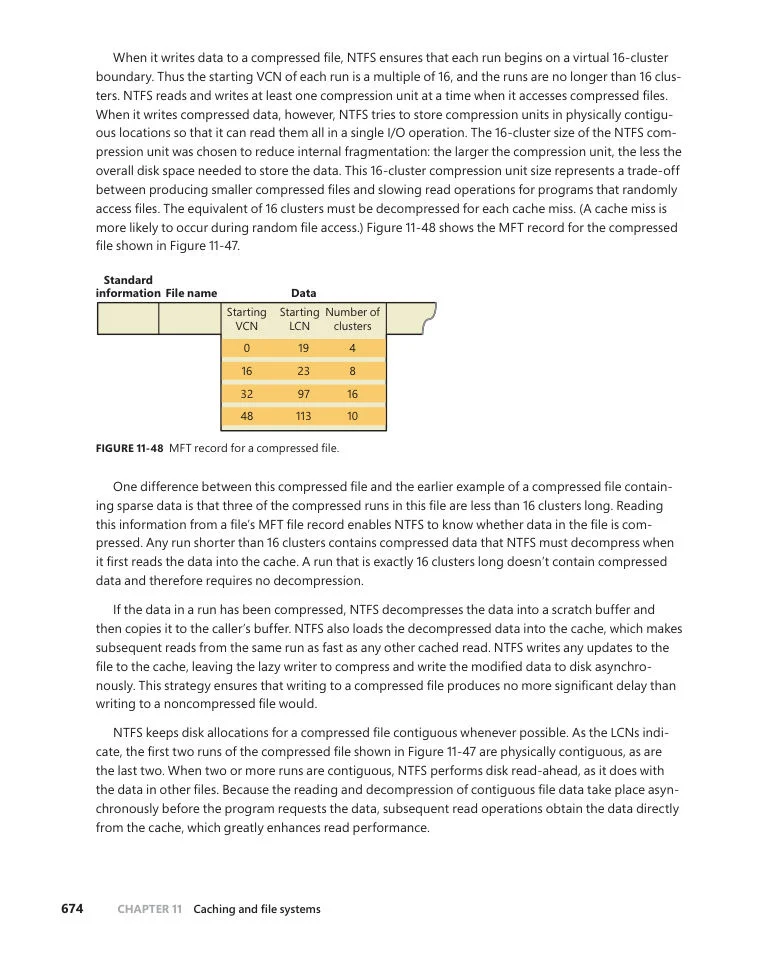 When it writes data to a compressed file, NTFS ensures that each run begins on a virtual 16-cluster
boundary. Thus the starting VCN of each run is a multiple of 16, and the runs are no longer than 16 clus-
ters. NTFS reads and writes at least one compression unit at a time when it accesses compressed files.
When it writes compressed data, however, NTFS tries to store compression units in physically contigu-
ous locations so that it can read them all in a single I/O operation. The 16-cluster size of the NTFS com-
pression unit was chosen to reduce internal fragmentation: the larger the compression unit, the less the
overall disk space needed to store the data. This 16-cluster compression unit size represents a trade-off
between producing smaller compressed files and slowing read operations for programs that randomly
access files. The equivalent of 16 clusters must be decompressed for each cache miss. (A cache miss is
more likely to occur during random file access.) Figure 11-48 shows the MFT record for the compressed
file shown in Figure 11-47.
Standard
information File name Data
Starting Starting Number of
VCN LCN clusters
0 19 4
16 23 8
32 97 16
48 113 10
FIGURE 11-48 MFT record for a compressed file.
One difference between this compressed file and the earlier example of a compressed file contain-
ing sparse data is that three of the compressed runs in this file are less than 16 clusters long. Reading
this information from a file's MFT file record enables NTFS to know whether data in the file is com-
pressed. Any run shorter than 16 clusters contains compressed data that NTFS must decompress when
it first reads the data into the cache. A run that is exactly 16 clusters long doesn't contain compressed
data and therefore requires no decompression.
If the data in a run has been compressed, NTFS decompresses the data into a scratch buffer and
then copies it to the caller's buffer. NTFS also loads the decompressed data into the cache, which makes
subsequent reads from the same run as fast as any other cached read. NTFS writes any updates to the
file to the cache, leaving the lazy writer to compress and write the modified data to disk asynchro-
nously. This strategy ensures that writing to a compressed file produces no more significant delay than
writing to a noncompressed file would.
NTFS keeps disk allocations for a compressed file contiguous whenever possible. As the LCNs indi-
cate, the first two runs of the compressed file shown in Figure 11-47 are physically contiguous, as are
the last two. When two or more runs are contiguous, NTFS performs disk read-ahead, as it does with
the data in other files. Because the reading and decompression of contiguous file data take place asyn-
chronously before the program requests the data, subsequent read operations obtain the data directly
from the cache, which greatly enhances read performance.
674 CHAPTER 11 Caching and file systems